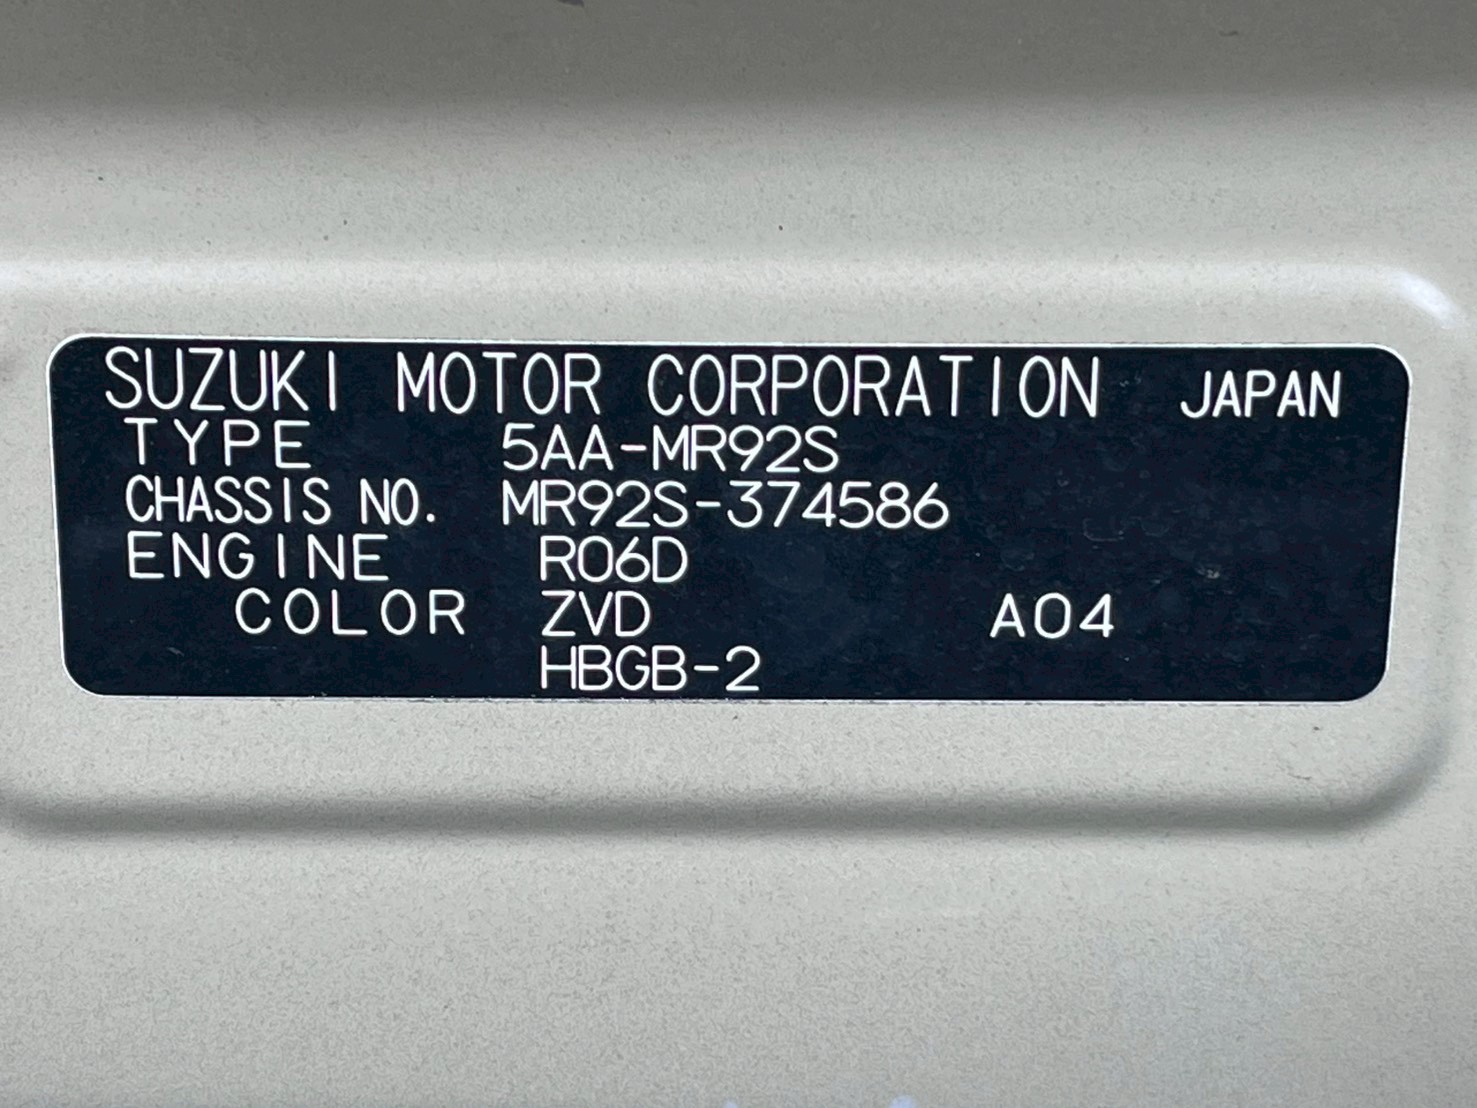 SUZUKI MOTOR CORPORATION JAPAN
TYPE 5AA-MR92S
CHASSIS NO. MR92S-374586
ENGINE R06D
COLOR ZVD A04
HBGB-2